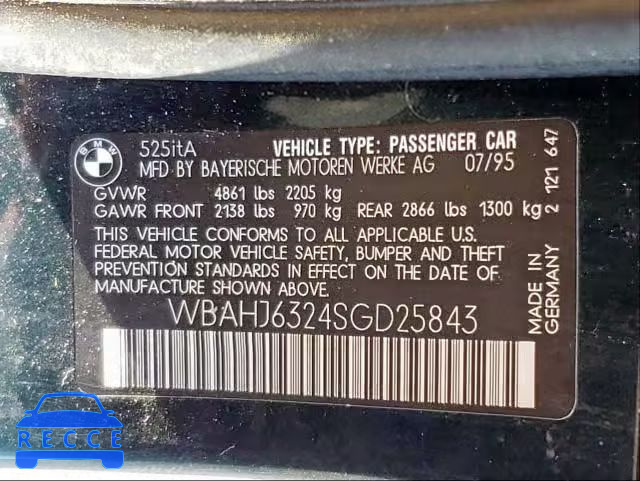 BMW
525itA VEHICLE TYPE: PASSENGER CAR
MFD BY BAYERISCHE MOTOREN WERKE AG 07/95
GVWR 4861 lbs 2205 kg
GAWR FRONT 2138 lbs 970 kg REAR 2866 lbs 1300 kg
THIS VEHICLE CONFORMS TO ALL APPLICABLE U.S.
FEDERAL MOTOR VEHICLE SAFETY, BUMPER AND THEFT
PREVENTION STANDARDS IN EFFECT ON THE DATE OF
MANUFACTURE SHOWN ABOVE.
WBAHJ6324SGD25843
2 121 647
RECCE